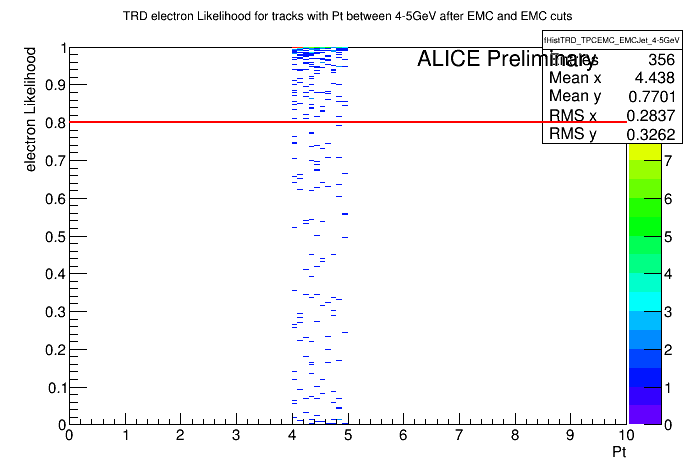 TRD electron Likelihood for tracks with Pt between 4-5GeV after EMC and EMC cuts
fHistTRD_TPCEMC_EMCJet_4-5GeV
ALICE Preliminary
Entries 356
Mean x 4.438
Mean y 0.7701
RMS x 0.2837
RMS y 0.3262
electron Likelihood
1
0.9
0.8
0.7
0.6
0.5
0.4
0.3
0.2
0.1
0
7
6
5
4
3
2
1
0
0 1 2 3 4 5 6 7 8 9 10
Pt